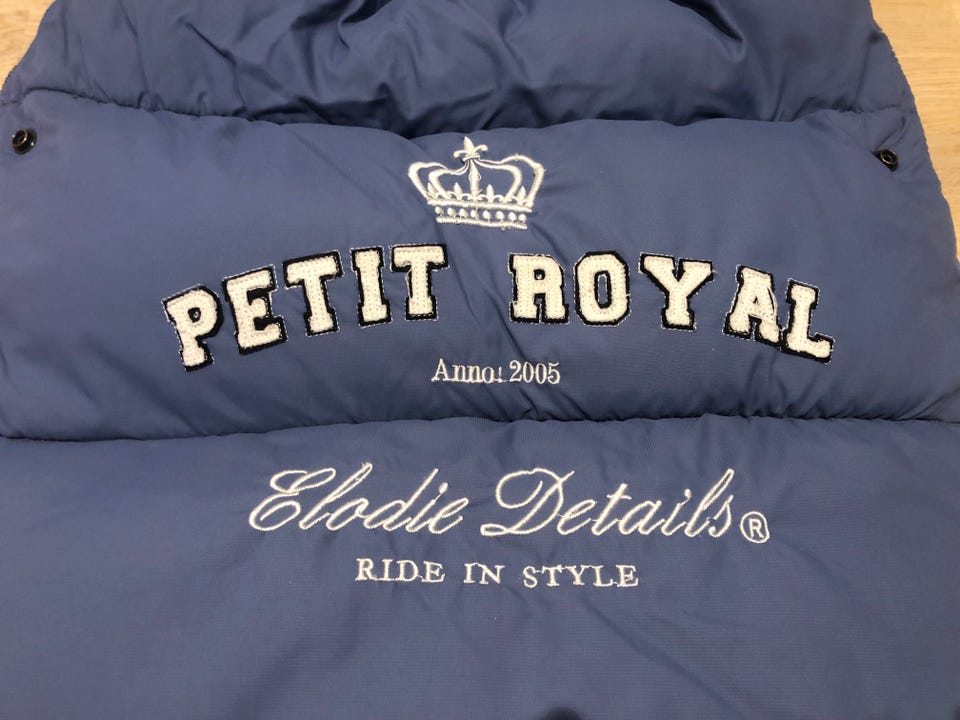 PETIT ROYAL
Anno: 2005
Elodie Details®
RIDE IN STYLE